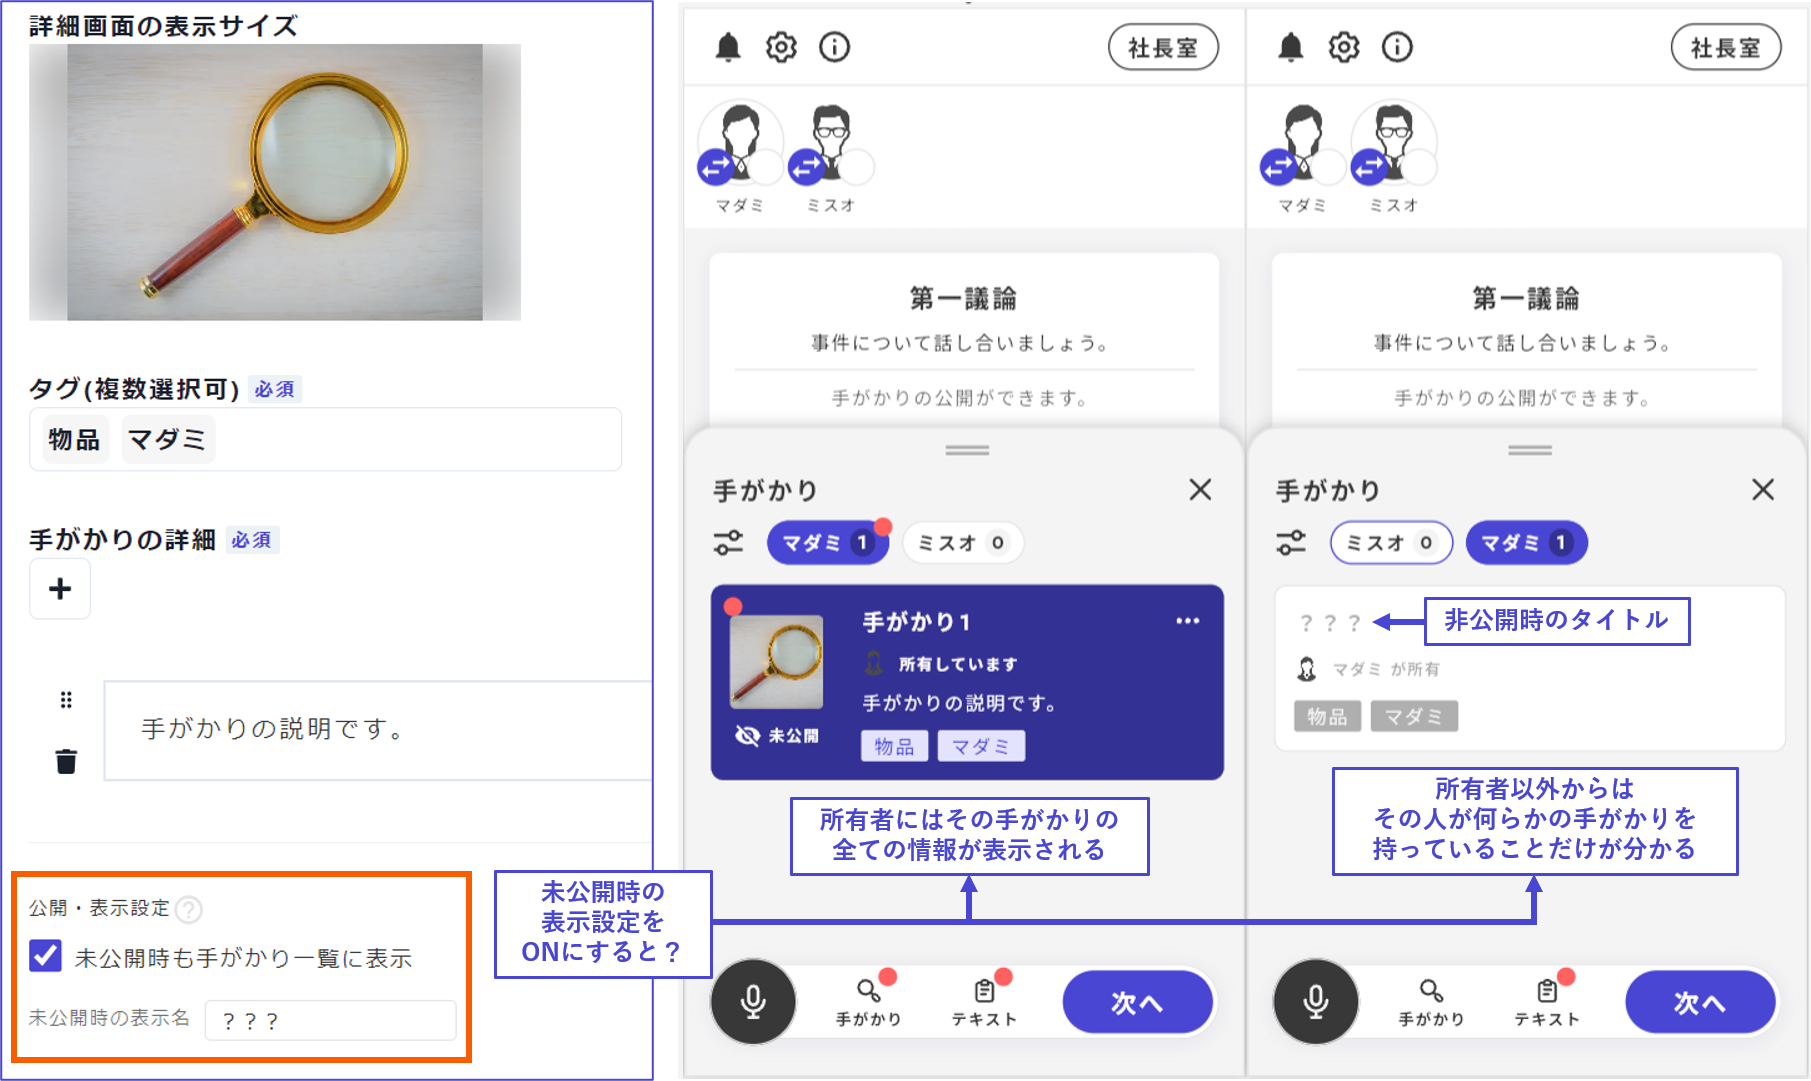 詳細画面の表示サイズ
タグ(複数選択可) 必須
物品 マダミ
手がかりの詳細 必須
手がかりの説明です。
公開・表示設定 ?
未公開時も手がかり一覧に表示
未公開時の表示名 ？？？
未公開時の
表示設定を
ONにすると？
社長室
マダミ ミスオ
第一議論
事件について話し合いましょう。
手がかりの公開ができます。
手がかり
マダミ 1 ミスオ 0
手がかり1
所有しています
手がかりの説明です。
未公開
物品 マダミ
所有者にはその手がかりの
全ての情報が表示される
手がかり テキスト 次へ
社長室
マダミ ミスオ
第一議論
事件について話し合いましょう。
手がかりの公開ができます。
手がかり
ミスオ 0 マダミ 1
？？？ 非公開時のタイトル
マダミ が所有
物品 マダミ
所有者以外からは
その人が何らかの手がかりを
持っていることだけが分かる
手がかり テキスト 次へ